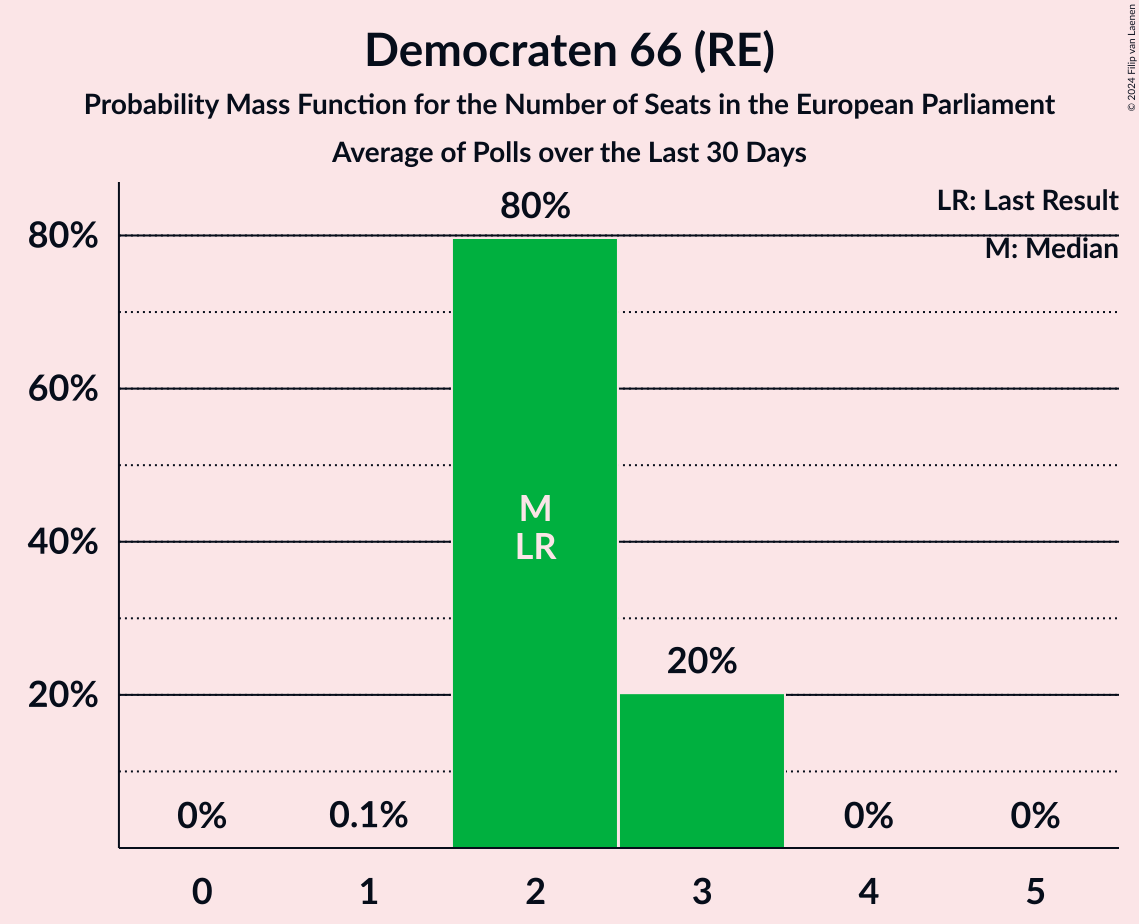 Democraten 66 (RE)
Probability Mass Function for the Number of Seats in the European Parliament
Average of Polls over the Last 30 Days
© 2024 Filip van Laenen
LR: Last Result
M: Median
80%
60%
40%
20%
0%
0.1%
80%
M
LR
20%
0%
0%
0 1 2 3 4 5